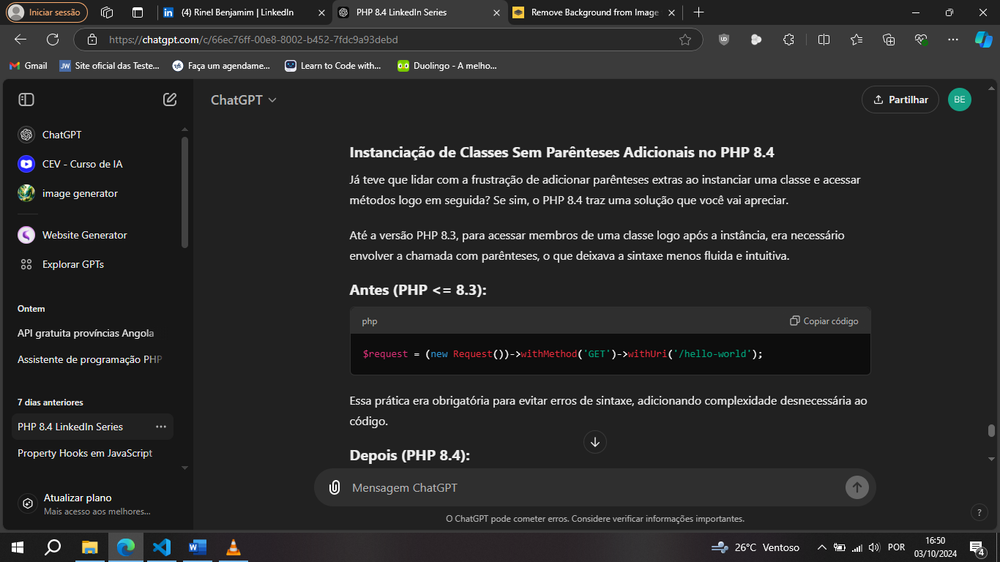 Iniciar sessão
(4) Rinel Benjamim | LinkedIn
PHP 8.4 LinkedIn Series
Remove Background from Image
https://chatgpt.com/c/66ec76ff-00e8-8002-b452-7fdc9a93debd
Gmail
Site oficial das Teste...
Faça um agendame...
Learn to Code with...
Duolingo - A melho...
ChatGPT
Partilhar
BE
ChatGPT
CEV - Curso de IA
image generator
Website Generator
Explorar GPTs
Ontem
API gratuita províncias Angola
Assistente de programação PHP
7 dias anteriores
PHP 8.4 LinkedIn Series
Property Hooks em JavaScript
Atualizar plano
Mais acesso aos melhores...
Instanciação de Classes Sem Parênteses Adicionais no PHP 8.4
Já teve que lidar com a frustração de adicionar parênteses extras ao instanciar uma classe e acessar
métodos logo em seguida? Se sim, o PHP 8.4 traz uma solução que você vai apreciar.
Até a versão PHP 8.3, para acessar membros de uma classe logo após a instância, era necessário
envolver a chamada com parênteses, o que deixava a sintaxe menos fluida e intuitiva.
Antes (PHP <= 8.3):
php
Copiar código
$request = (new Request())->withMethod('GET')->withUri('/hello-world');
Essa prática era obrigatória para evitar erros de sintaxe, adicionando complexidade desnecessária ao
código.
Depois (PHP 8.4):
Mensagem ChatGPT
O ChatGPT pode cometer erros. Considere verificar informações importantes.
?
26°C Ventoso
POR
16:50
03/10/2024
4